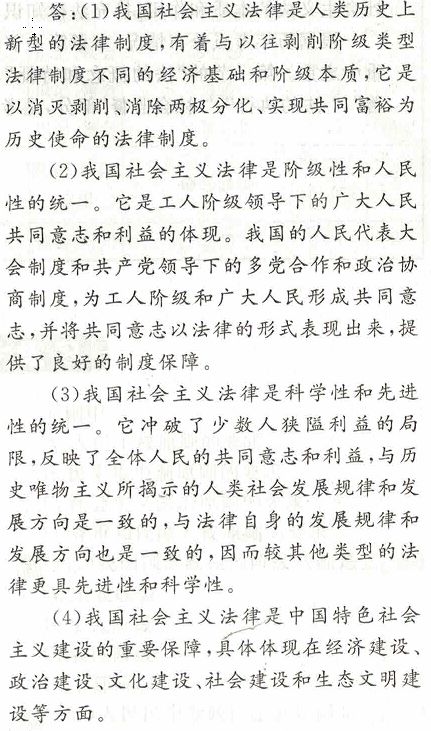 答:(1)我国社会主义法律是人类历史上
新型的法律制度,有着与以往剥削阶级类型
法律制度不同的经济基础和阶级本质,它是
以消灭剥削、消除两极分化、实现共同富裕为
历史使命的法律制度。
(2)我国社会主义法律是阶级性和人民
性的统一。它是工人阶级领导下的广大人民
共同意志和利益的体现。我国的人民代表大
会制度和共产党领导下的多党合作和政治协
商制度,为工人阶级和广大人民形成共同意
志,并将共同意志以法律的形式表现出来,提
供了良好的制度保障。
(3)我国社会主义法律是科学性和先进
性的统一。它冲破了少数人狭隘利益的局
限,反映了全体人民的共同意志和利益,与历
史唯物主义所揭示的人类社会发展规律和发
展方向是一致的,与法律自身的发展规律和
发展方向也是一致的,因而较其他类型的法
律更具先进性和科学性。
(4)我国社会主义法律是中国特色社会
主义建设的重要保障,具体体现在经济建设、
政治建设、文化建设、社会建设和生态文明建
设等方面。